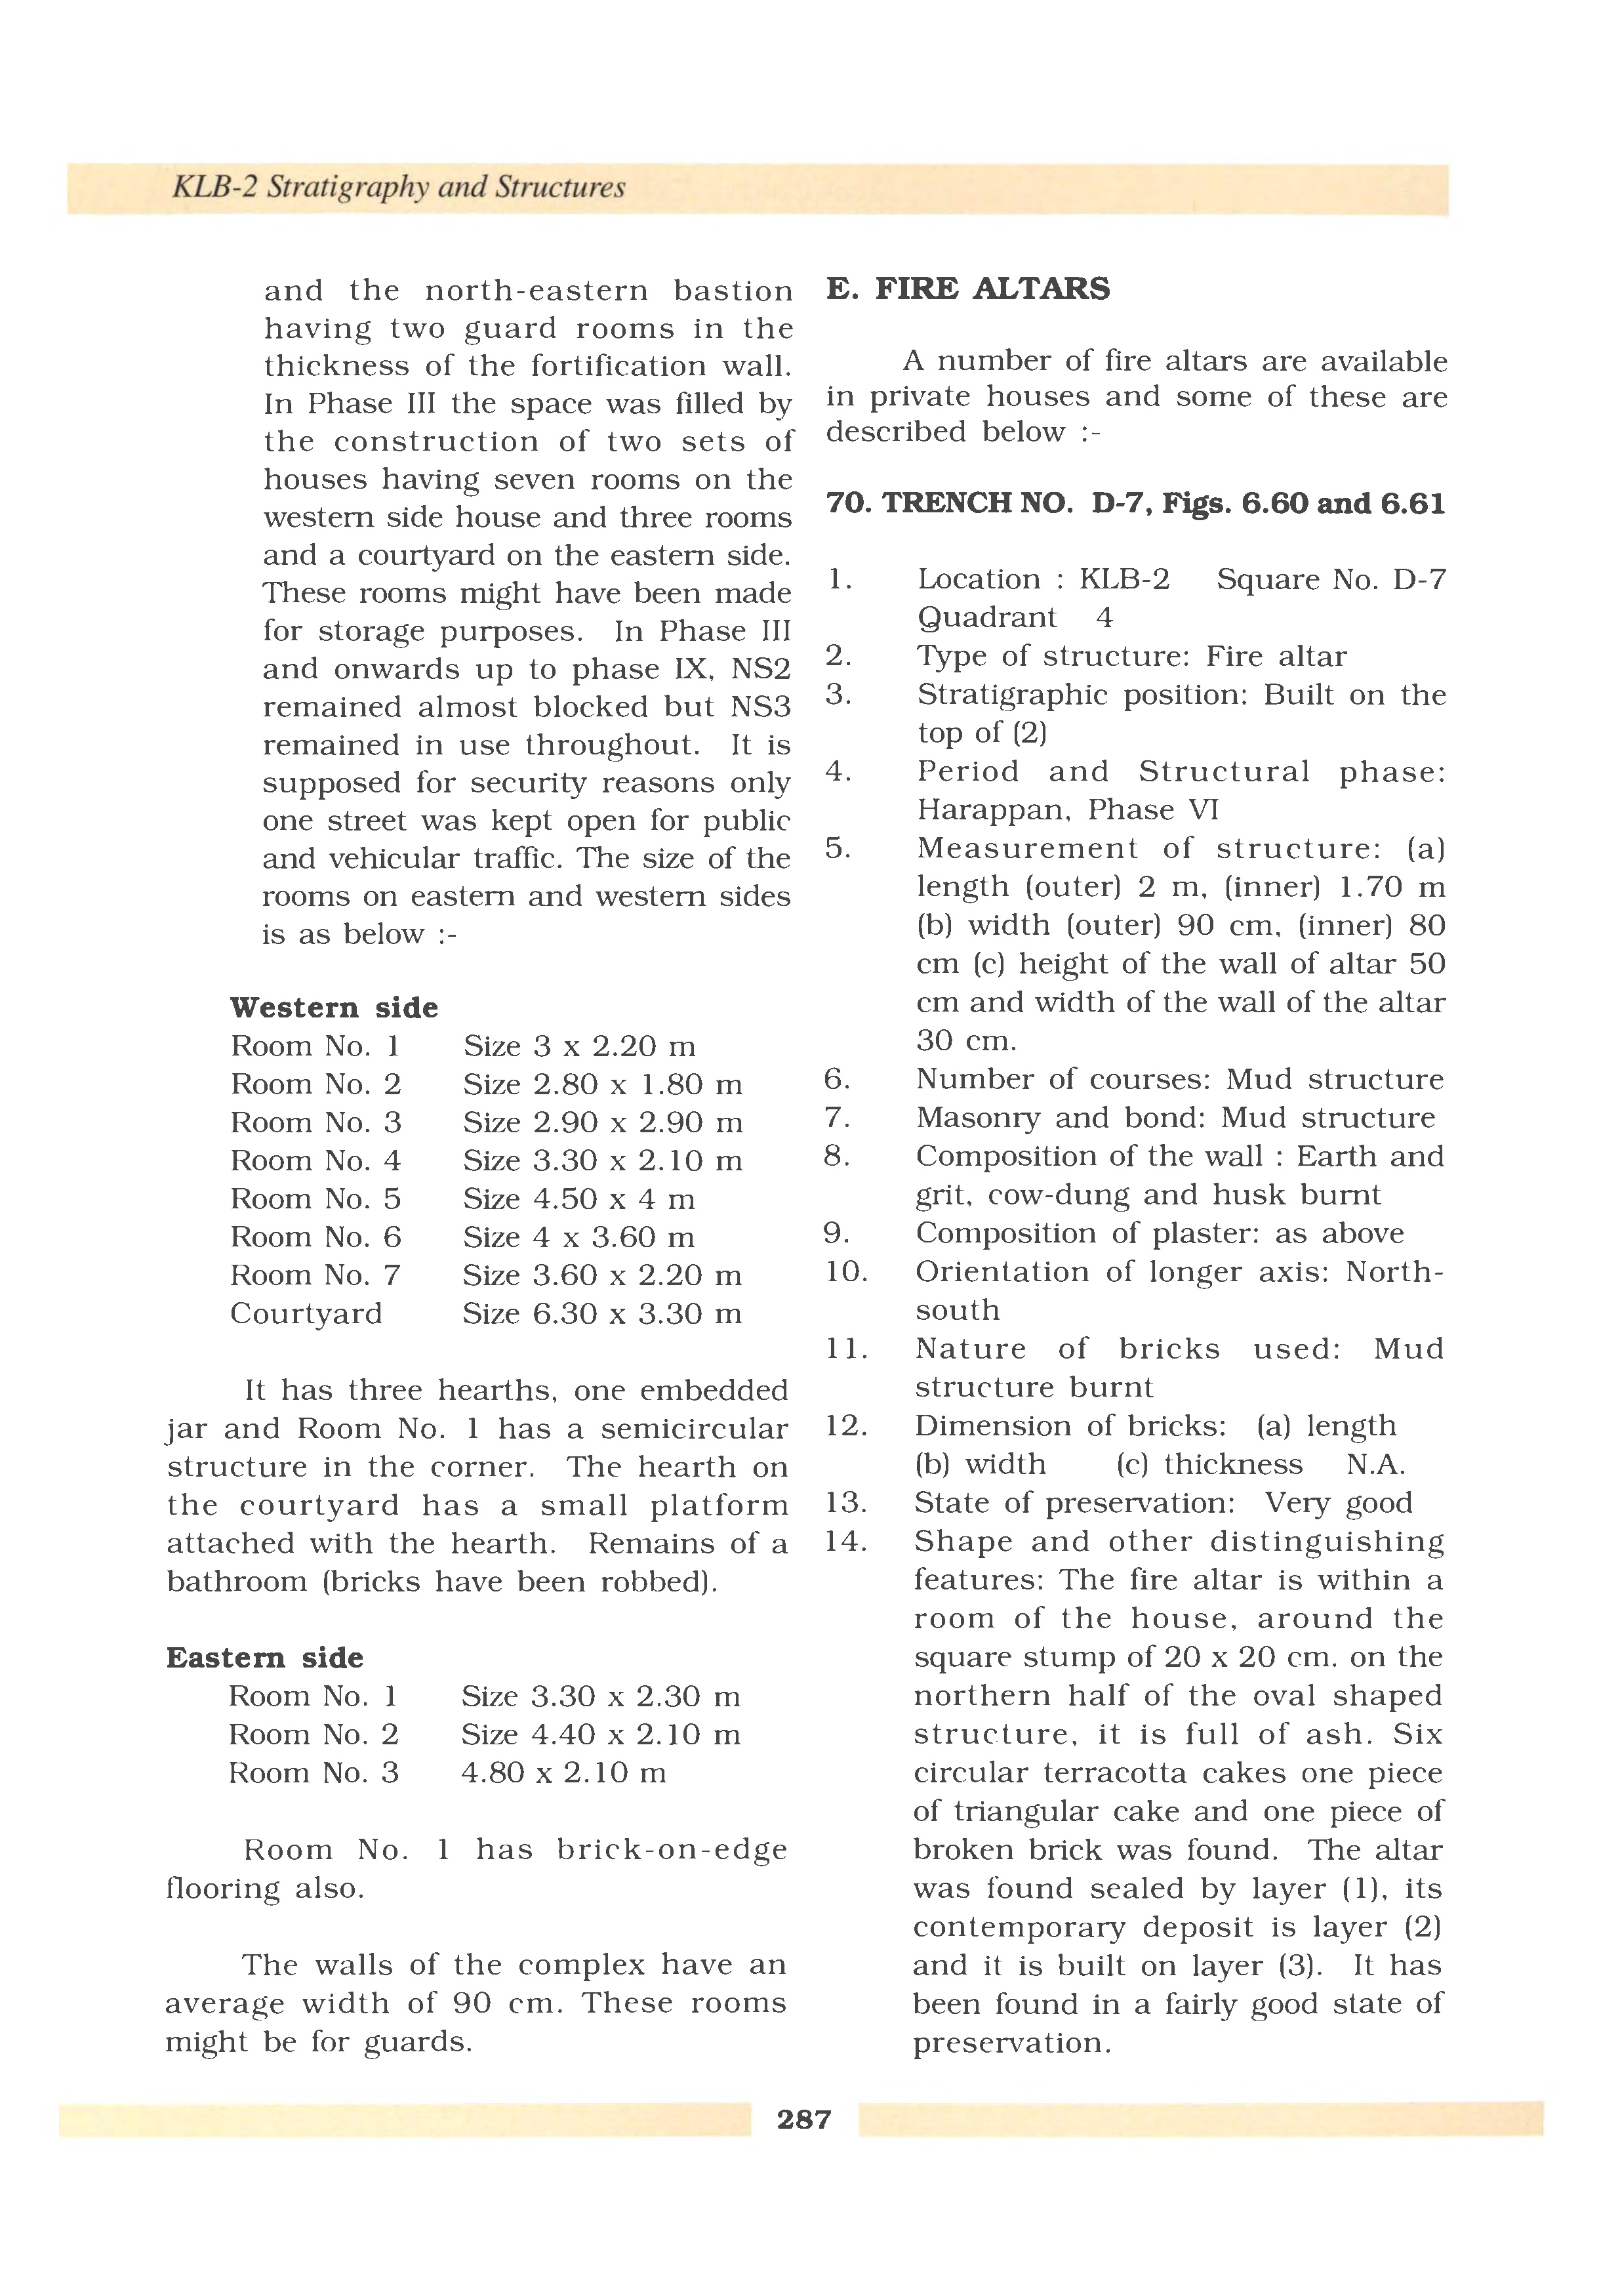 KLB-2 Stratigraphy and Structures
and the north-eastern bastion
having two guard rooms in the
thickness of the fortification wall.
In Phase III the space was filled by
the construction of two sets of
houses having seven rooms on the
western side house and three rooms
and a courtyard on the eastern side.
These rooms might have been made
for storage purposes. In Phase III
and onwards up to phase IX, NS2
remained almost blocked but NS3
remained in use throughout. It is
supposed for security reasons only
one street was kept open for public
and vehicular traffic. The size of the
rooms on eastern and western sides
is as below :-
Western side
Room No. 1 Size 3 x 2.20 m
Room No. 2 Size 2.80 x 1.80 m
Room No. 3 Size 2.90 x 2.90 m
Room No. 4 Size 3.30 x 2.10 m
Room No. 5 Size 4.50 x 4 m
Room No. 6 Size 4 x 3.60 m
Room No. 7 Size 3.60 x 2.20 m
Courtyard Size 6.30 x 3.30 m
It has three hearths, one embedded
jar and Room No. 1 has a semicircular
structure in the corner. The hearth on
the courtyard has a small platform
attached with the hearth. Remains of a
bathroom (bricks have been robbed).
Eastern side
Room No. 1 Size 3.30 x 2.30 m
Room No. 2 Size 4.40 x 2.10 m
Room No. 3 4.80 x 2.10 m
Room No. 1 has brick-on-edge
flooring also.
The walls of the complex have an
average width of 90 cm. These rooms
might be for guards.
E. FIRE ALTARS
A number of fire altars are available
in private houses and some of these are
described below :-
70. TRENCH NO. D-7, Figs. 6.60 and 6.61
1. Location : KLB-2 Square No. D-7
Quadrant 4
2. Type of structure: Fire altar
3. Stratigraphic position: Built on the
top of (2)
4. Period and Structural phase:
Harappan, Phase VI
5. Measurement of structure: (a)
length (outer) 2 m, (inner) 1.70 m
(b) width (outer) 90 cm, (inner) 80
cm (c) height of the wall of altar 50
cm and width of the wall of the altar
30 cm.
6. Number of courses: Mud structure
7. Masonry and bond: Mud structure
8. Composition of the wall : Earth and
grit, cow-dung and husk burnt
9. Composition of plaster: as above
10. Orientation of longer axis: North-
south
11. Nature of bricks used: Mud
structure burnt
12. Dimension of bricks: (a) length
(b) width (c) thickness N.A.
13. State of preservation: Very good
14. Shape and other distinguishing
features: The fire altar is within a
room of the house, around the
square stump of 20 x 20 cm. on the
northern half of the oval shaped
structure, it is full of ash. Six
circular terracotta cakes one piece
of triangular cake and one piece of
broken brick was found. The altar
was found sealed by layer (1), its
contemporary deposit is layer (2)
and it is built on layer (3). It has
been found in a fairly good state of
preservation.
287